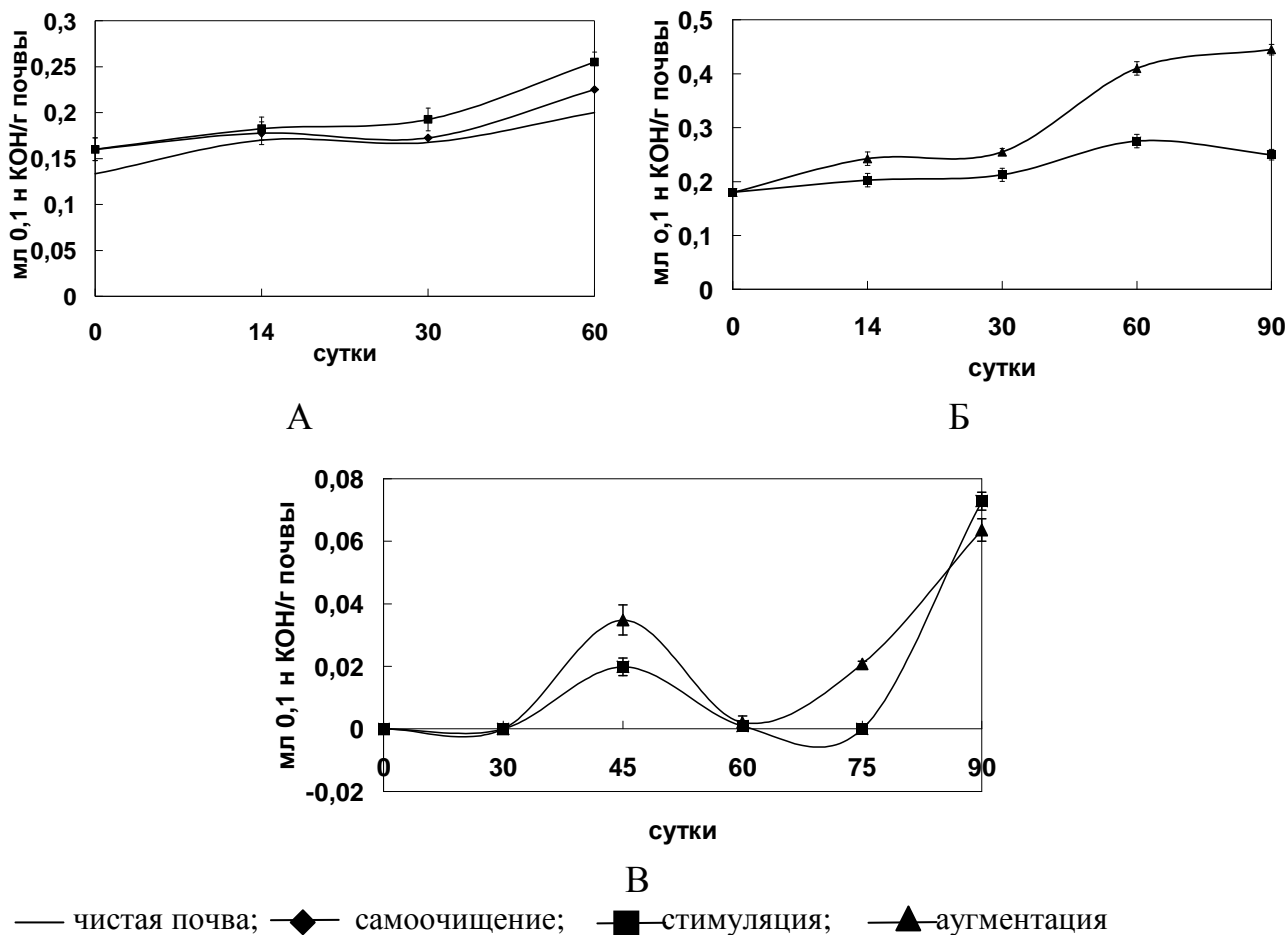 0,3
0,25
0,2
0,15
0,1
0,05
0
мл 0,1 н КОН/г почвы
0 14 30 60
сутки
А
0,5
0,4
0,3
0,2
0,1
0
мл о,1 н КОН/г почвы
0 14 30 60 90
сутки
Б
0,08
0,06
0,04
0,02
0
-0,02
мл 0,1 н КОН/г почвы
0 30 45 60 75 90
сутки
В
чистая почва; самоочищение; стимуляция; аугментация